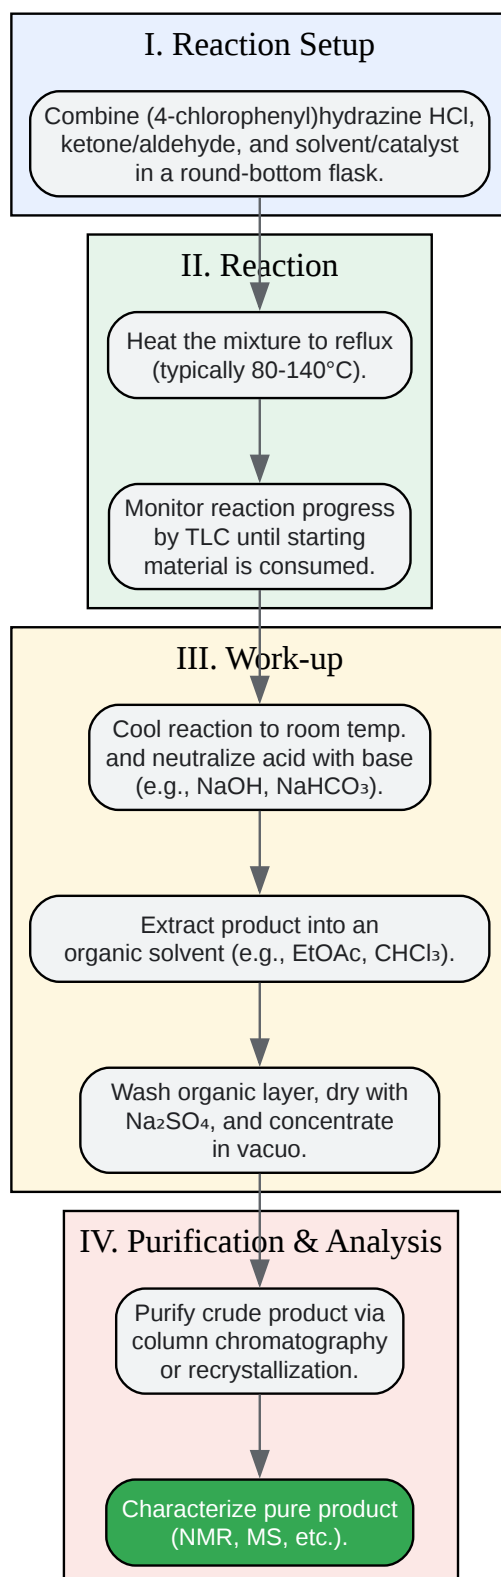 I. Reaction Setup
Combine (4-chlorophenyl)hydrazine HCl,
ketone/aldehyde, and solvent/catalyst
in a round-bottom flask.
II. Reaction
Heat the mixture to reflux
(typically 80-140°C).
Monitor reaction progress
by TLC until starting
material is consumed.
III. Work-up
Cool reaction to room temp.
and neutralize acid with base
(e.g., NaOH, NaHCO₃).
Extract product into an
organic solvent (e.g., EtOAc, CHCl₃).
Wash organic layer, dry with
Na₂SO₄, and concentrate
in vacuo.
IV. Purification & Analysis
Purify crude product via
column chromatography
or recrystallization.
Characterize pure product
(NMR, MS, etc.).